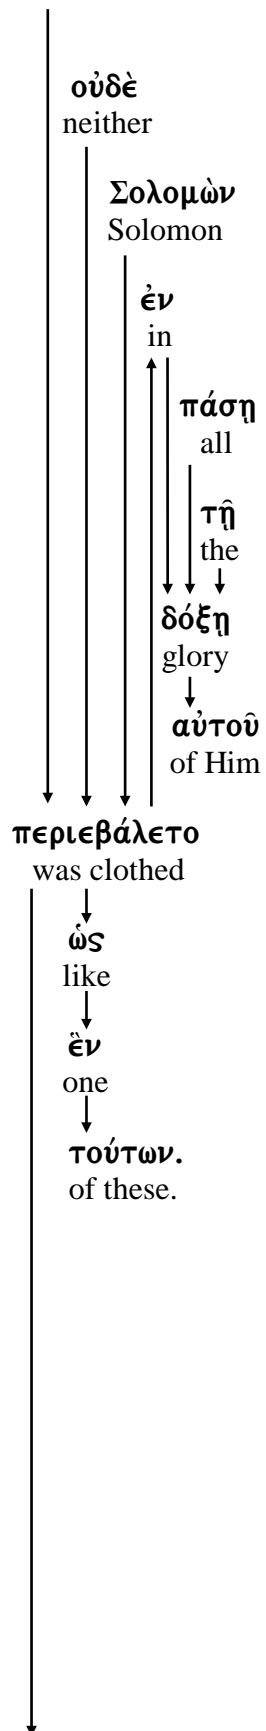 οὐδὲ
neither
Σολομὼν
Solomon
ἐν
in
πάσῃ
all
τῇ
the
δόξῃ
glory
αὐτοῦ
of Him
περιεβάλετο
was clothed
ὡς
like
ἓν
one
τούτων.
of these.